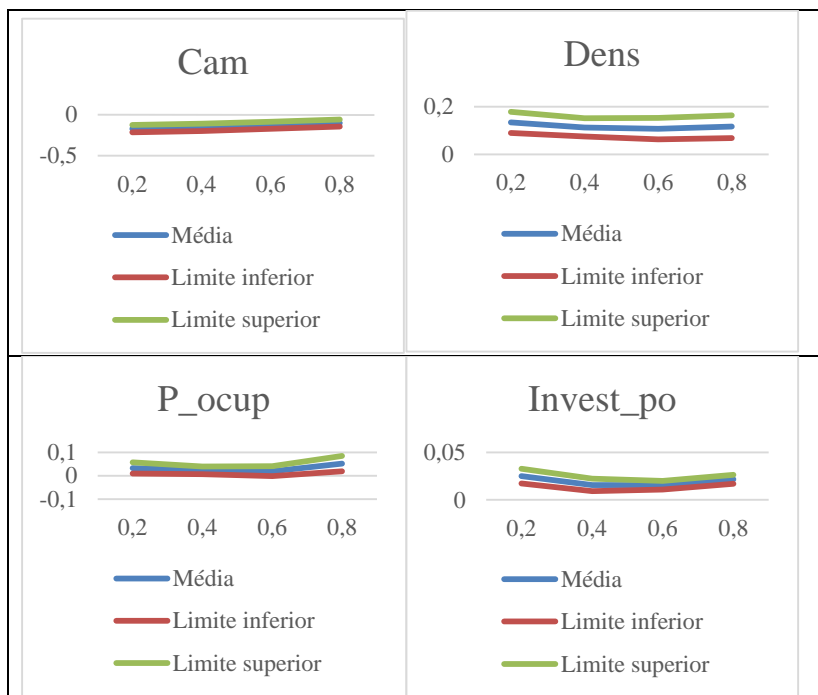 Cam
0
-0,5
0,2 0,4 0,6 0,8
Média
Limite inferior
Limite superior
Dens
0,2
0
0,2 0,4 0,6 0,8
Média
Limite inferior
Limite superior
P_ocup
0,1
0
-0,1
0,2 0,4 0,6 0,8
Média
Limite inferior
Limite superior
Invest_po
0,05
0
0,2 0,4 0,6 0,8
Média
Limite inferior
Limite superior